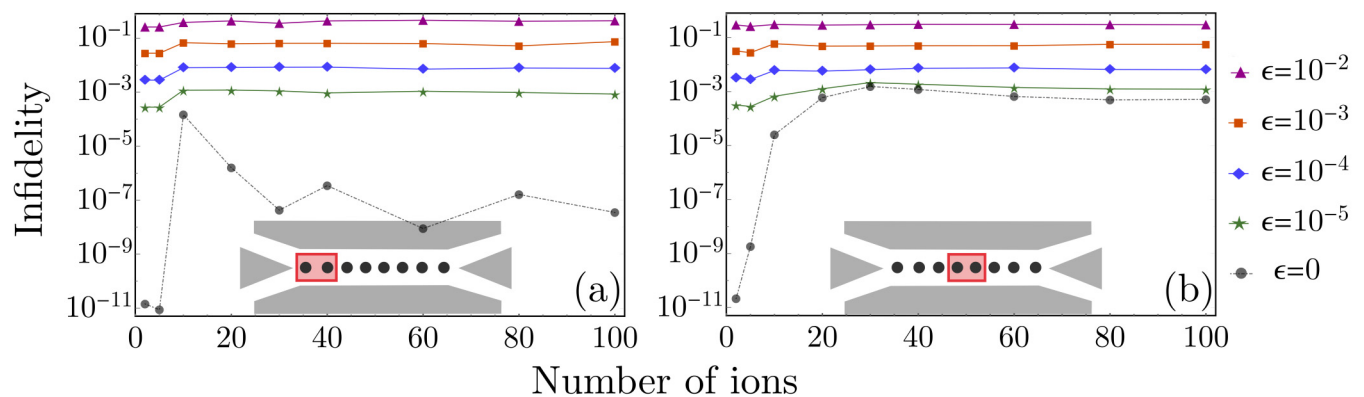 10⁻¹
10⁻³
10⁻⁵
10⁻⁷
10⁻⁹
10⁻¹¹
Infidelity
0 20 40 60 80 100
(a)
10⁻¹
10⁻³
10⁻⁵
10⁻⁷
10⁻⁹
10⁻¹¹
0 20 40 60 80 100
(b)
Number of ions
ϵ=10⁻²
ϵ=10⁻³
ϵ=10⁻⁴
ϵ=10⁻⁵
ϵ=0